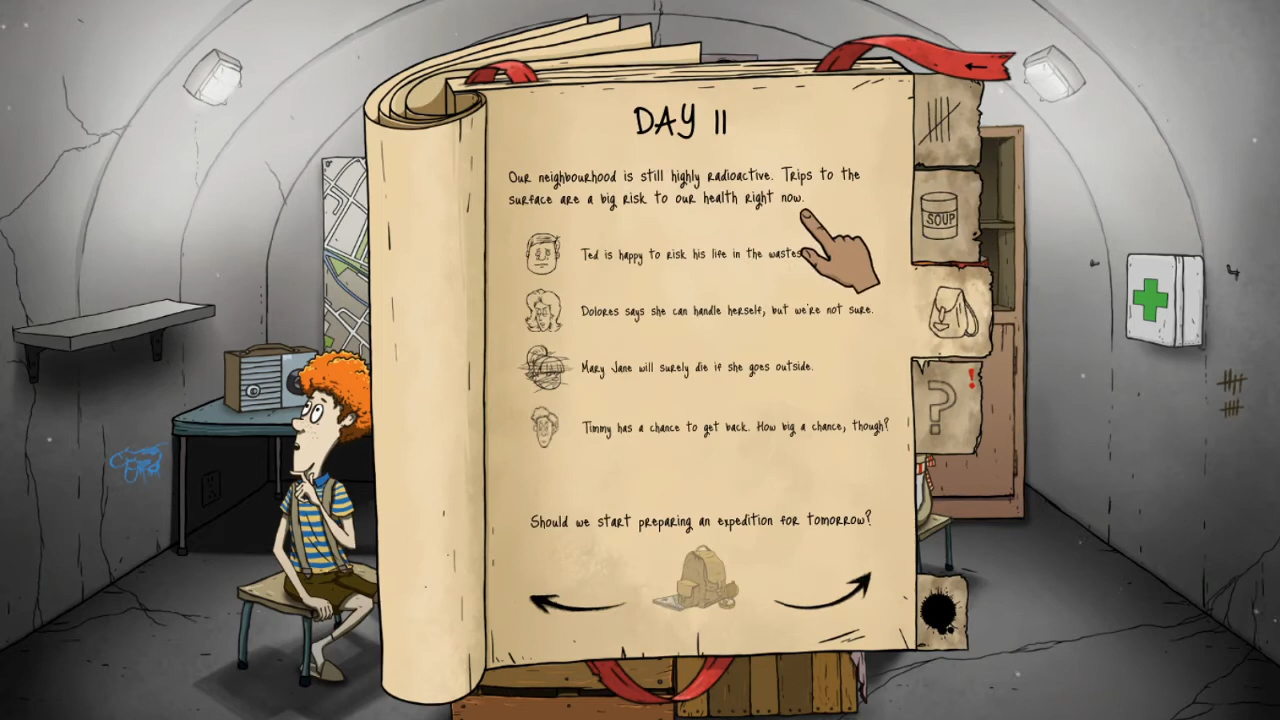 DAY 11
Our neighbourhood is still highly radioactive. Trips to the
surface are a big risk to our health right now.
Ted is happy to risk his life in the wastes
Dolores says she can handle herself, but we're not sure.
Mary Jane will surely die if she goes outside.
Timmy has a chance to get back. How big a chance, though?
Should we start preparing an expedition for tomorrow?
SOUP
?
!